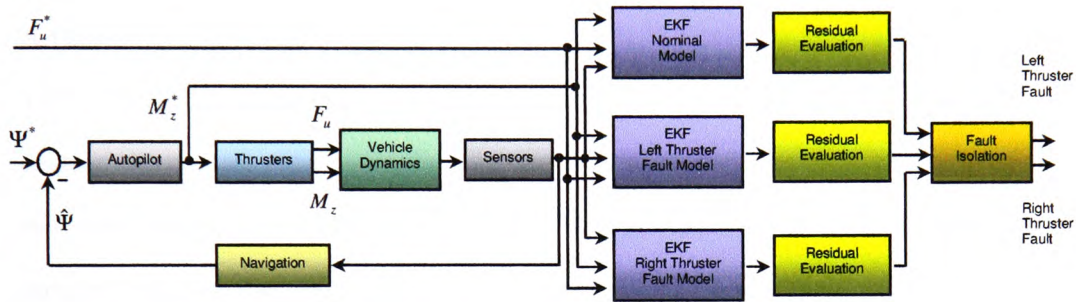 F_u^*
M_z^*
Ψ^*
−
Autopilot
Thrusters
F_u
M_z
Vehicle
Dynamics
Sensors
Ψ̂
Navigation
EKF
Nominal
Model
Residual
Evaluation
EKF
Left Thruster
Fault Model
Residual
Evaluation
EKF
Right Thruster
Fault Model
Residual
Evaluation
Fault
Isolation
Left
Thruster
Fault
Right
Thruster
Fault